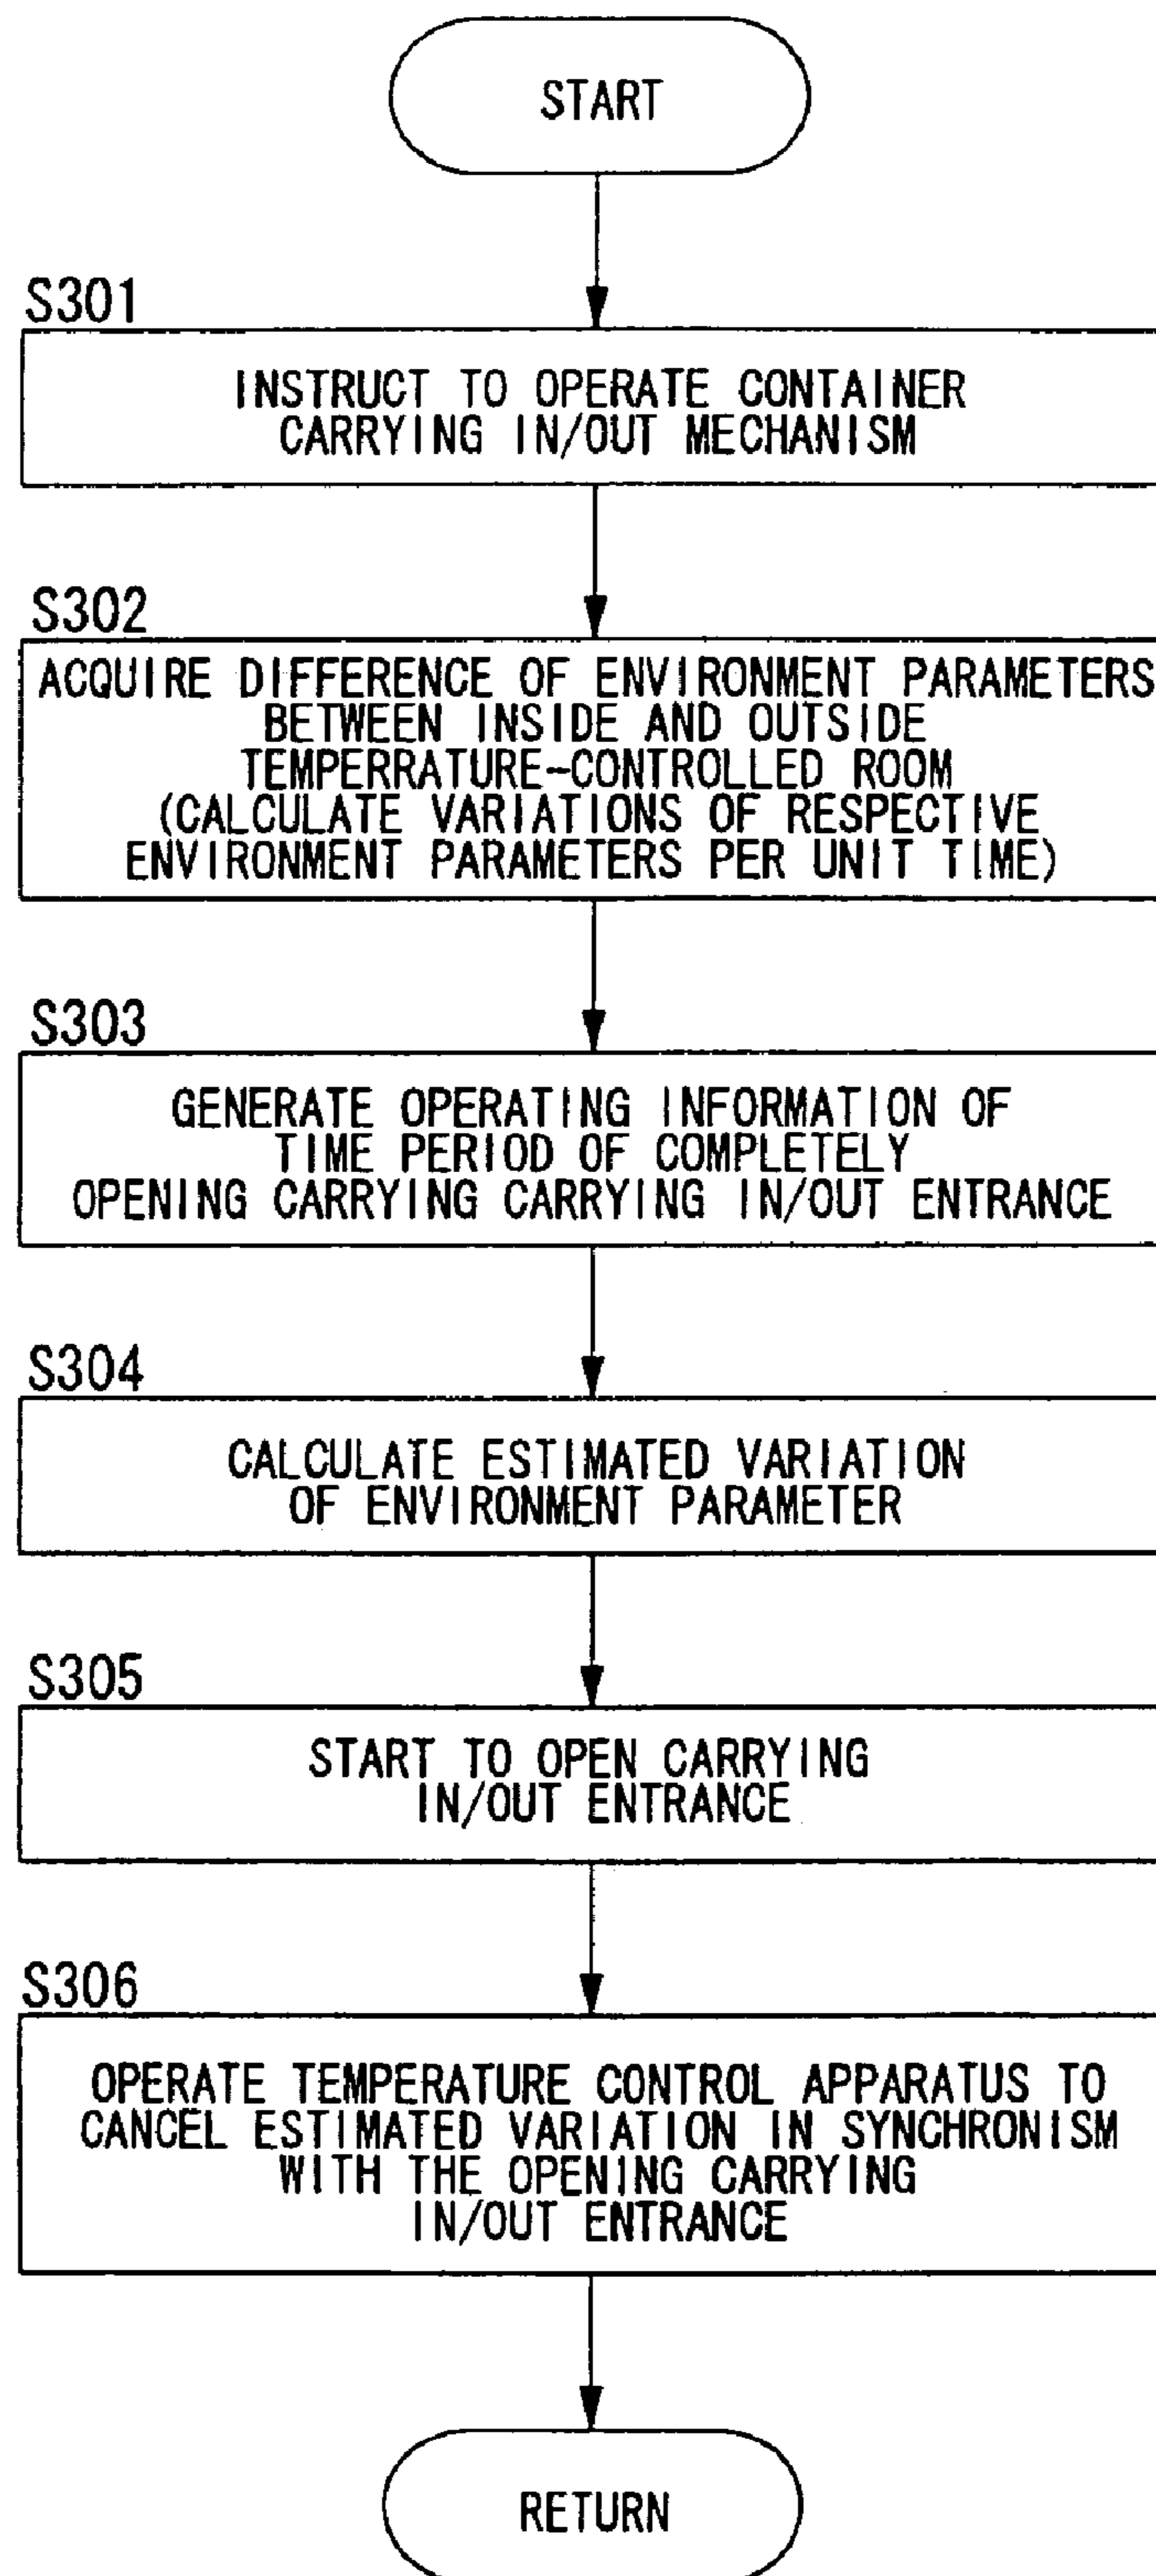 START
S301
INSTRUCT TO OPERATE CONTAINER
CARRYING IN/OUT MECHANISM
S302
ACQUIRE DIFFERENCE OF ENVIRONMENT PARAMETERS
BETWEEN INSIDE AND OUTSIDE
TEMPERRATURE-CONTROLLED ROOM
(CALCULATE VARIATIONS OF RESPECTIVE
ENVIRONMENT PARAMETERS PER UNIT TIME)
S303
GENERATE OPERATING INFORMATION OF
TIME PERIOD OF COMPLETELY
OPENING CARRYING CARRYING IN/OUT ENTRANCE
S304
CALCULATE ESTIMATED VARIATION
OF ENVIRONMENT PARAMETER
S305
START TO OPEN CARRYING
IN/OUT ENTRANCE
S306
OPERATE TEMPERATURE CONTROL APPARATUS TO
CANCEL ESTIMATED VARIATION IN SYNCHRONISM
WITH THE OPENING CARRYING
IN/OUT ENTRANCE
RETURN